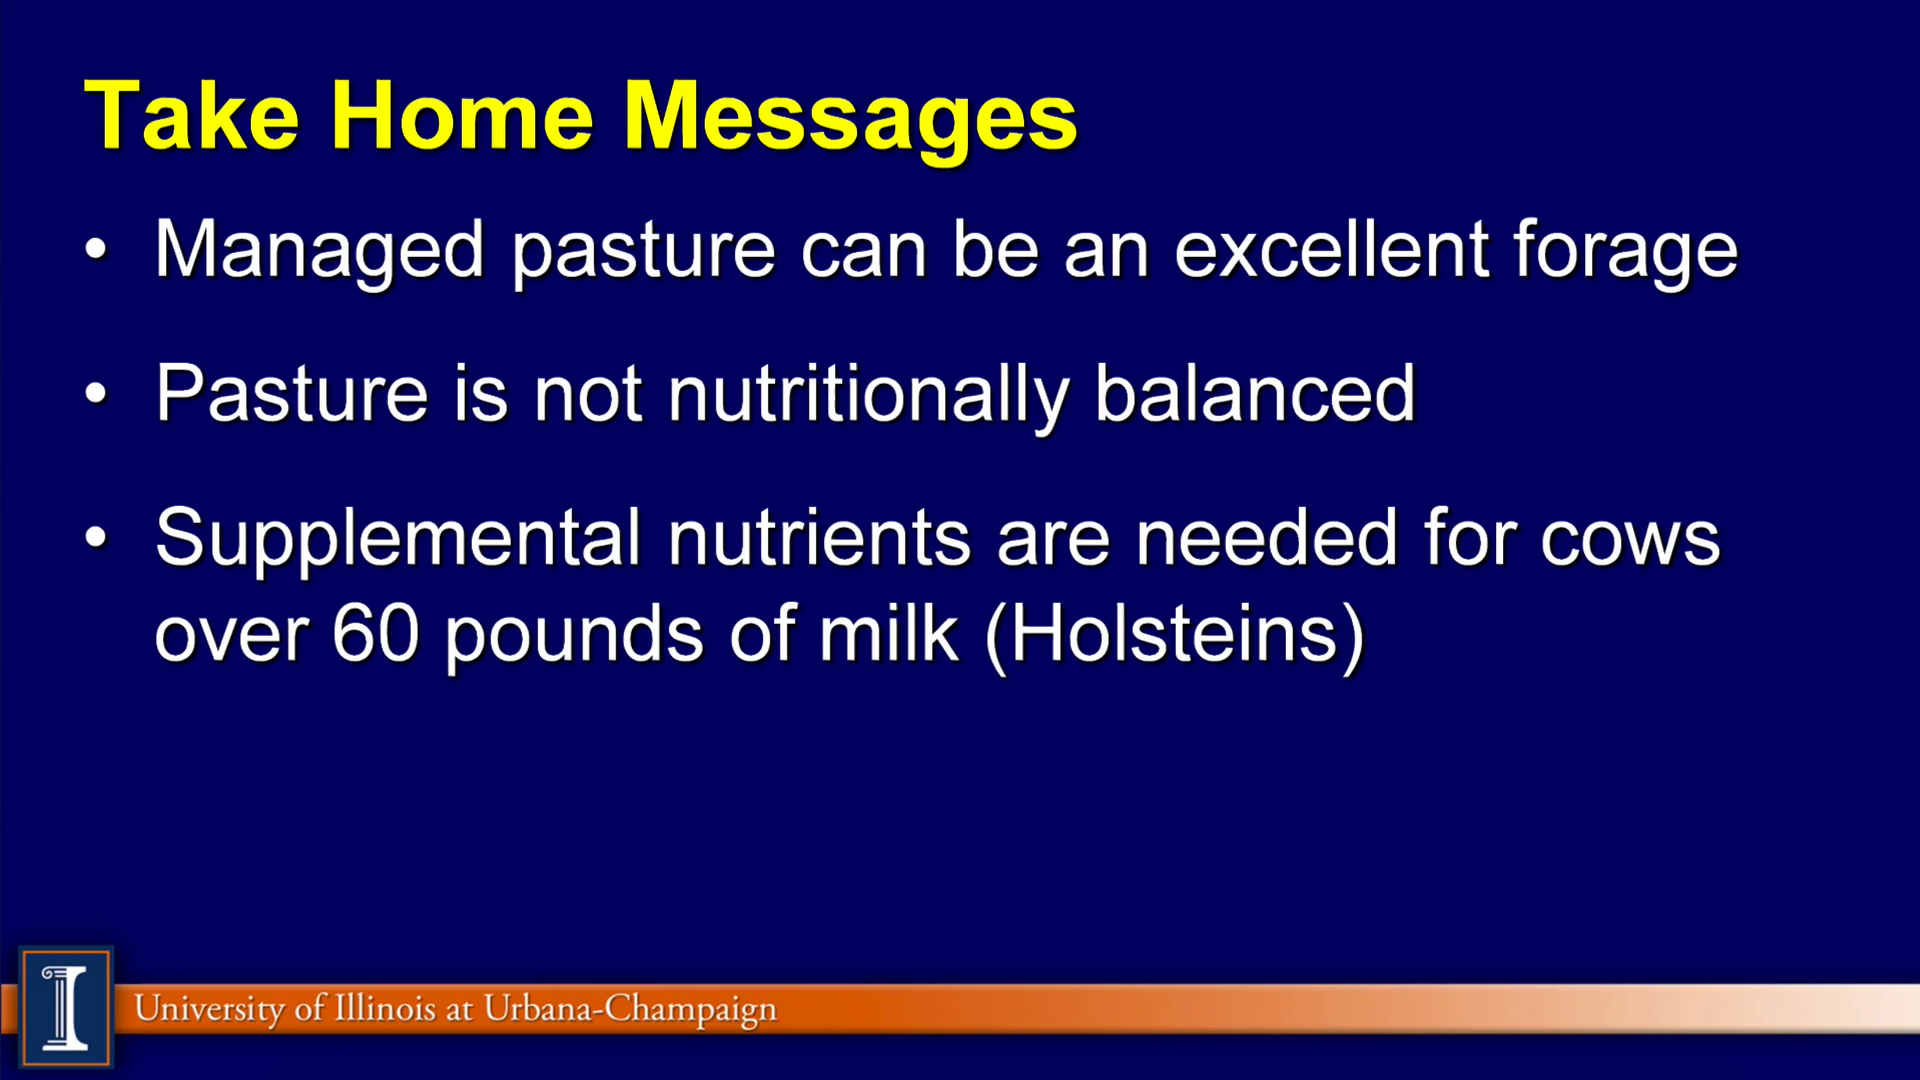 Take Home Messages
• Managed pasture can be an excellent forage
• Pasture is not nutritionally balanced
• Supplemental nutrients are needed for cows
over 60 pounds of milk (Holsteins)
I
University of Illinois at Urbana-Champaign